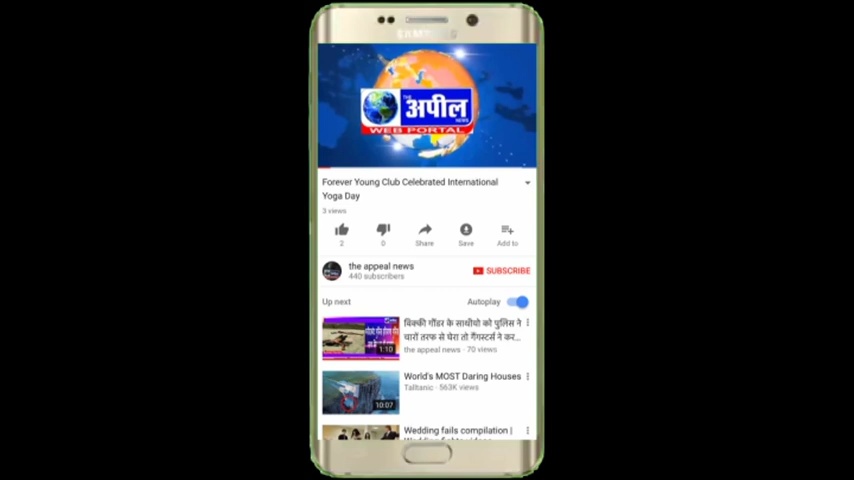 SAMSUNG
THE
अपील
NEWS
WEB PORTAL
Forever Young Club Celebrated International
Yoga Day
3 views
2
0
Share
Save
Add to
the appeal news
440 subscribers
SUBSCRIBE
Up next
Autoplay
1:10
विक्की गौंडर के साथीयो को पुलिस ने
चारों तरफ से घेरा तो गैंगस्टर्स ने कर...
the appeal news · 70 views
10:07
World's MOST Daring Houses
Talltanic · 563K views
Wedding fails compilation |